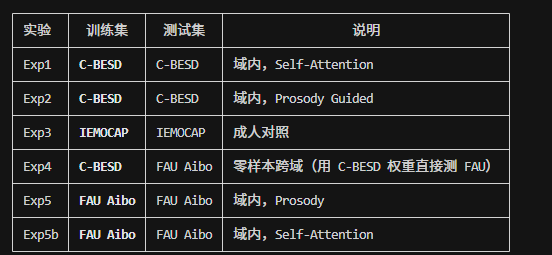 实验 训练集 测试集 说明
Exp1 C-BESD C-BESD 域内，Self-Attention
Exp2 C-BESD C-BESD 域内，Prosody Guided
Exp3 IEMOCAP IEMOCAP 成人对照
Exp4 C-BESD FAU Aibo 零样本跨域（用 C-BESD 权重直接测 FAU）
Exp5 FAU Aibo FAU Aibo 域内，Prosody
Exp5b FAU Aibo FAU Aibo 域内，Self-Attention